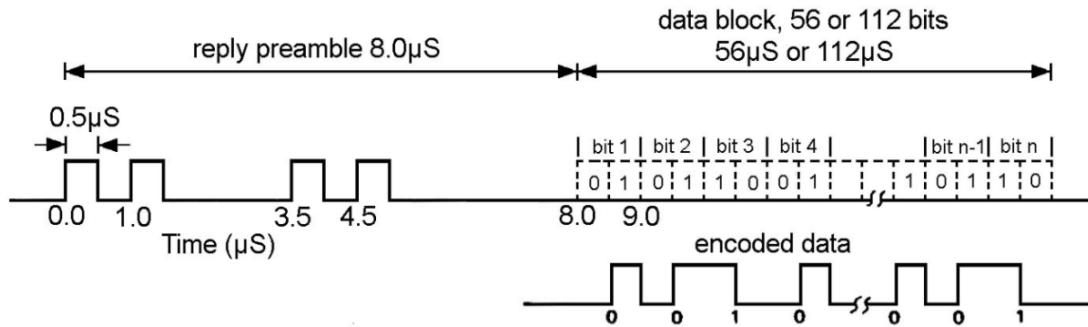 data block, 56 or 112 bits
reply preamble 8.0µS
56µS or 112µS
0.5µS
bit 1 bit 2 bit 3 bit 4 bit n-1 bit n
0 1 0 1 1 0 0 1 1 0 1 1 0
0.0 1.0 3.5 4.5 8.0 9.0
Time (µS)
encoded data
0 0 1 0 0 0 1